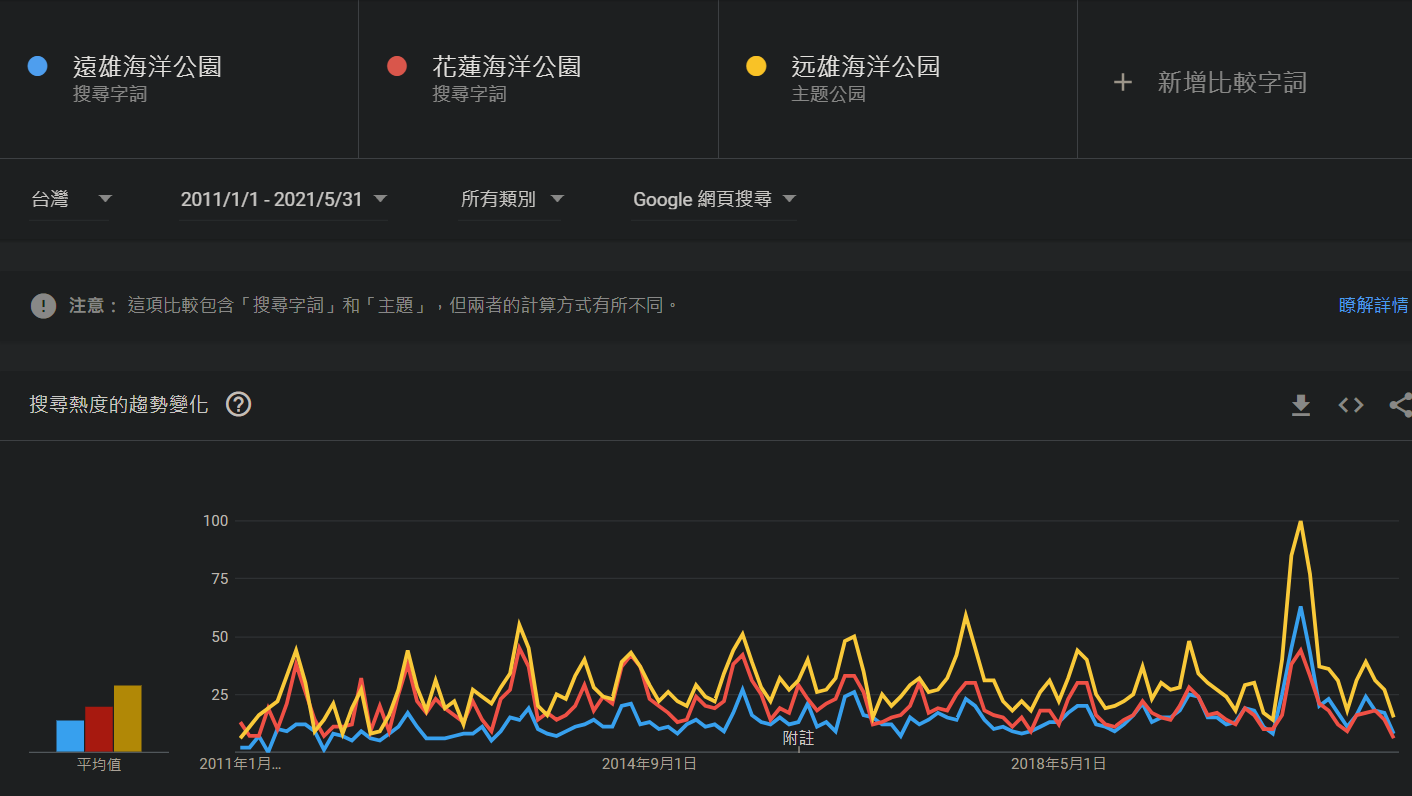 遠雄海洋公園
搜尋字詞
花蓮海洋公園
搜尋字詞
远雄海洋公园
主題公园
+ 新增比較字詞
台灣
2011/1/1 - 2021/5/31
所有類別
Google 網頁搜尋
注意： 這項比較包含「搜尋字詞」和「主題」，但兩者的計算方式有所不同。
瞭解詳情
搜尋熱度的趨勢變化
100
75
50
25
附註
平均值
2011年1月...
2014年9月1日
2018年5月1日